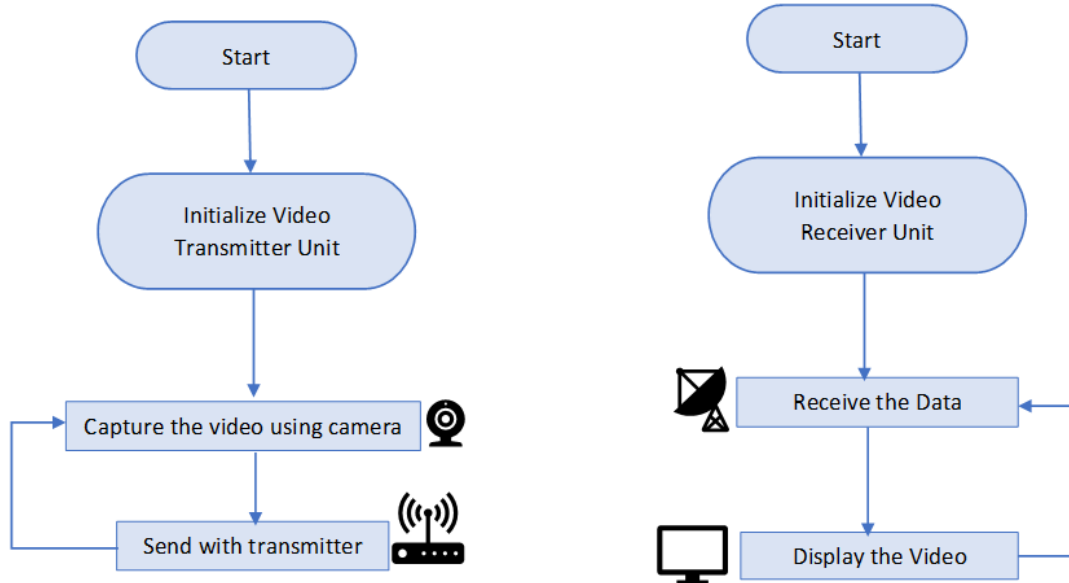 Start
Initialize Video
Transmitter Unit
Capture the video using camera
Send with transmitter
Start
Initialize Video
Receiver Unit
Receive the Data
Display the Video